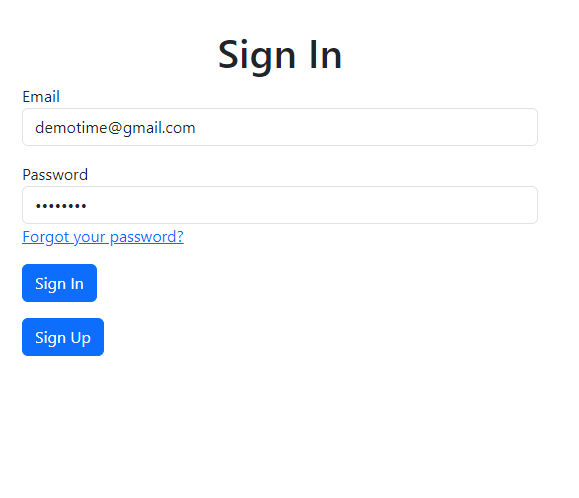 Sign In
Email
demotime@gmail.com
Password
••••••••
Forgot your password?
Sign In
Sign Up